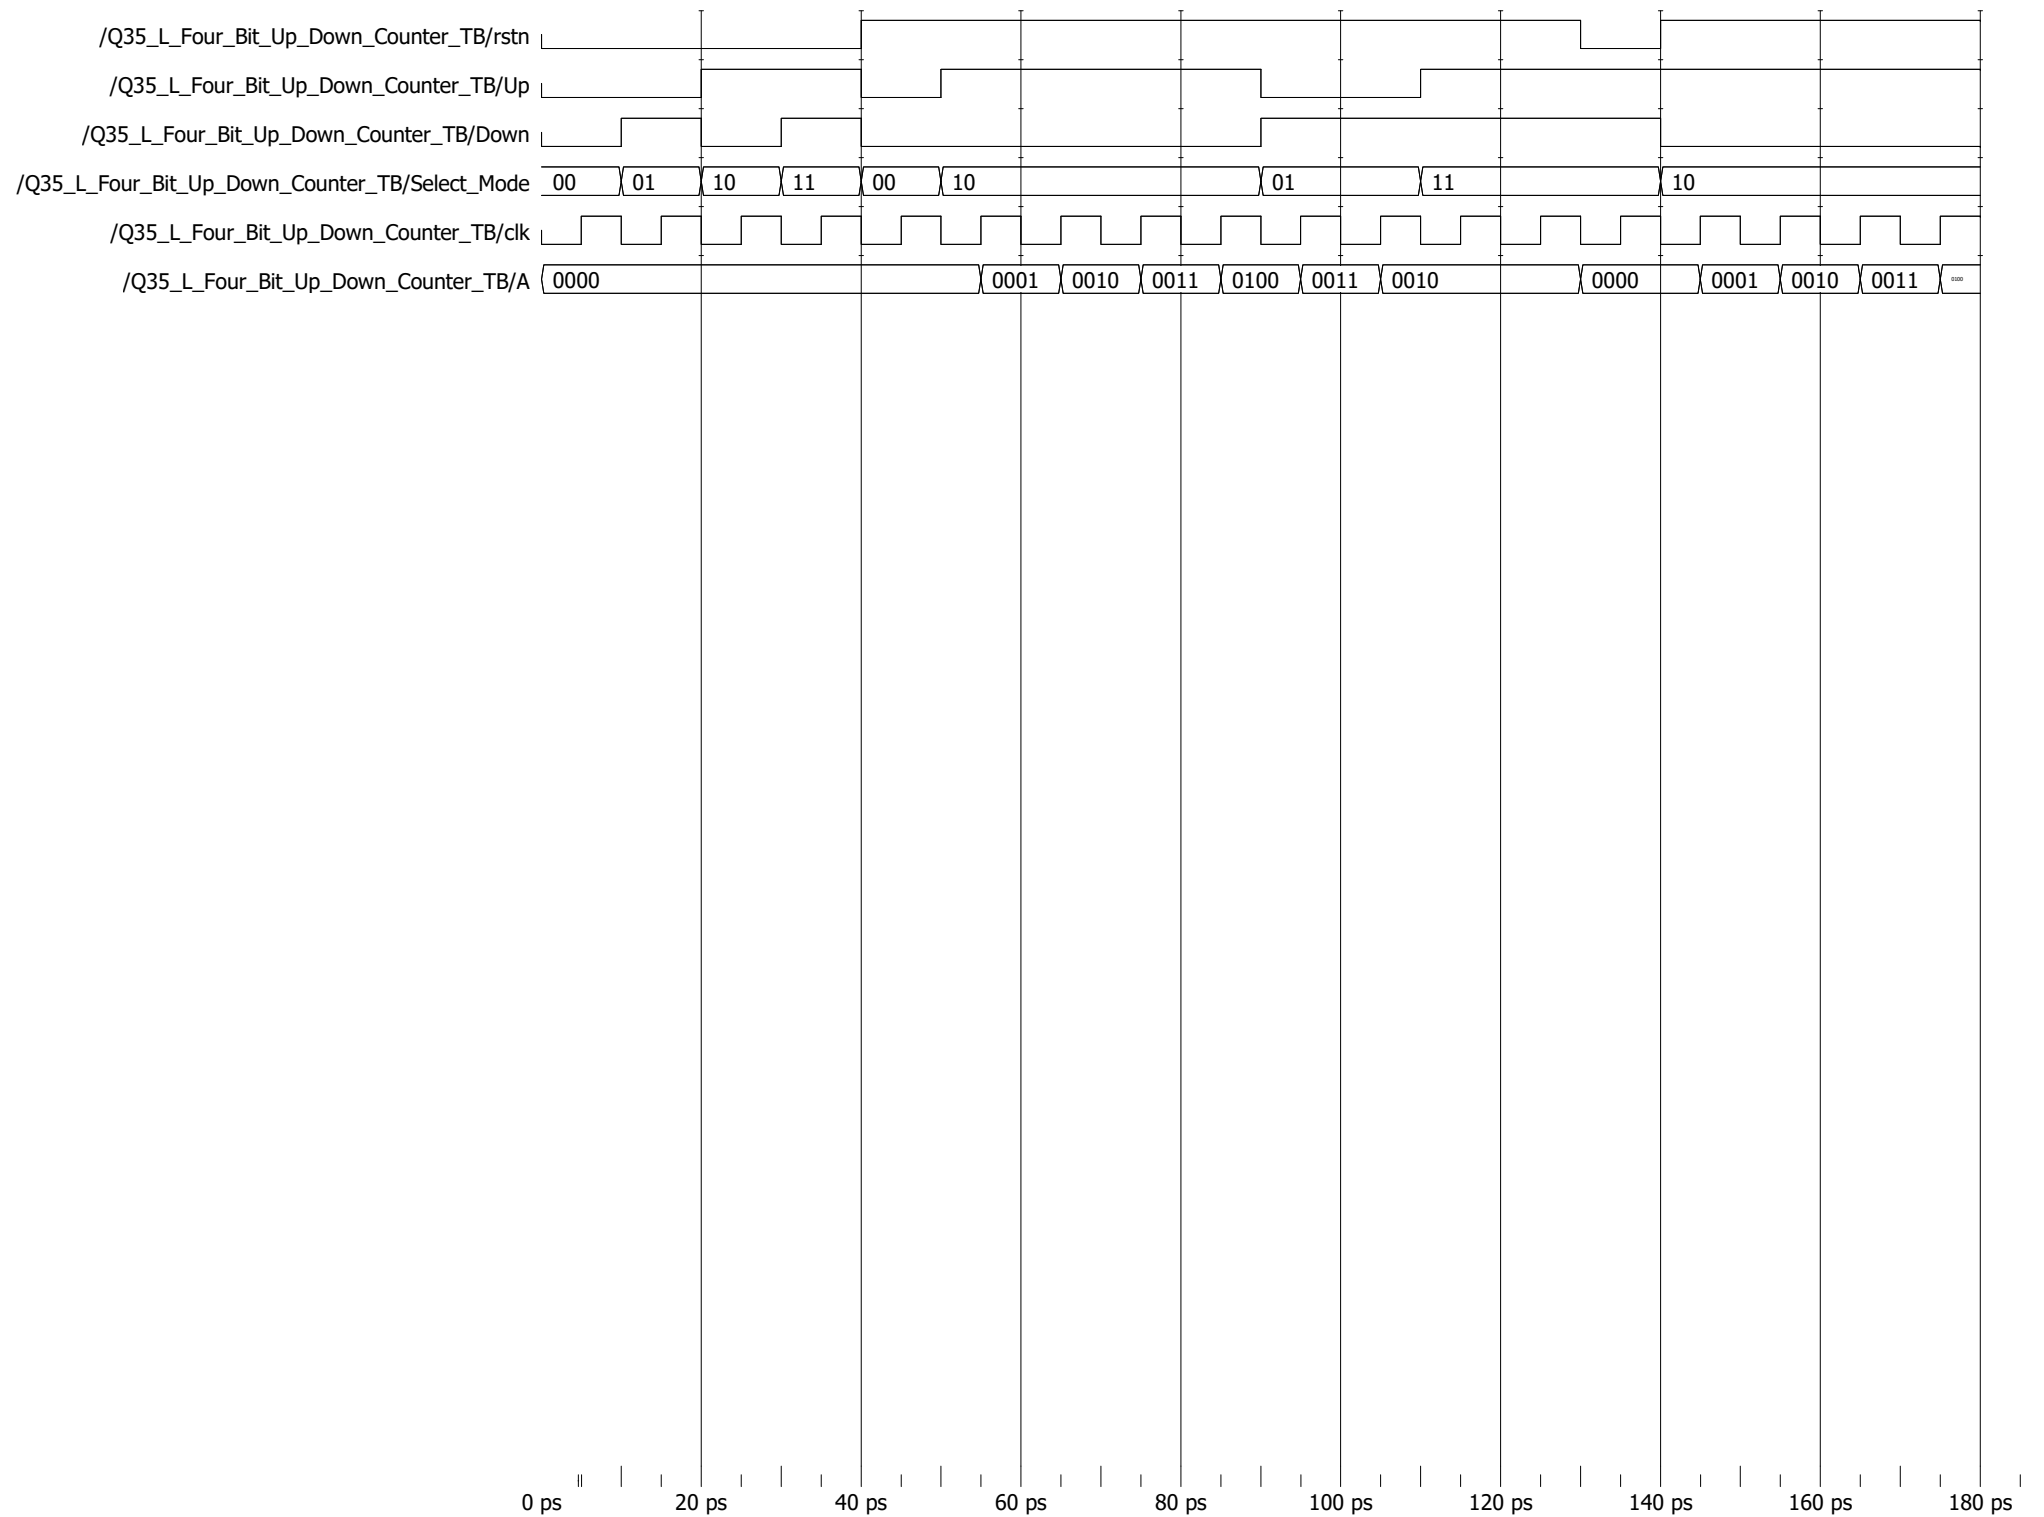 /Q35_L_Four_Bit_Up_Down_Counter_TB/rstn
/Q35_L_Four_Bit_Up_Down_Counter_TB/Up
/Q35_L_Four_Bit_Up_Down_Counter_TB/Down
/Q35_L_Four_Bit_Up_Down_Counter_TB/Select_Mode 00 01 10 11 00 10 01 11 10
/Q35_L_Four_Bit_Up_Down_Counter_TB/clk
/Q35_L_Four_Bit_Up_Down_Counter_TB/A 0000 0001 0010 0011 0100 0011 0010 0000 0001 0010 0011 0100
0 ps 20 ps 40 ps 60 ps 80 ps 100 ps 120 ps 140 ps 160 ps 180 ps